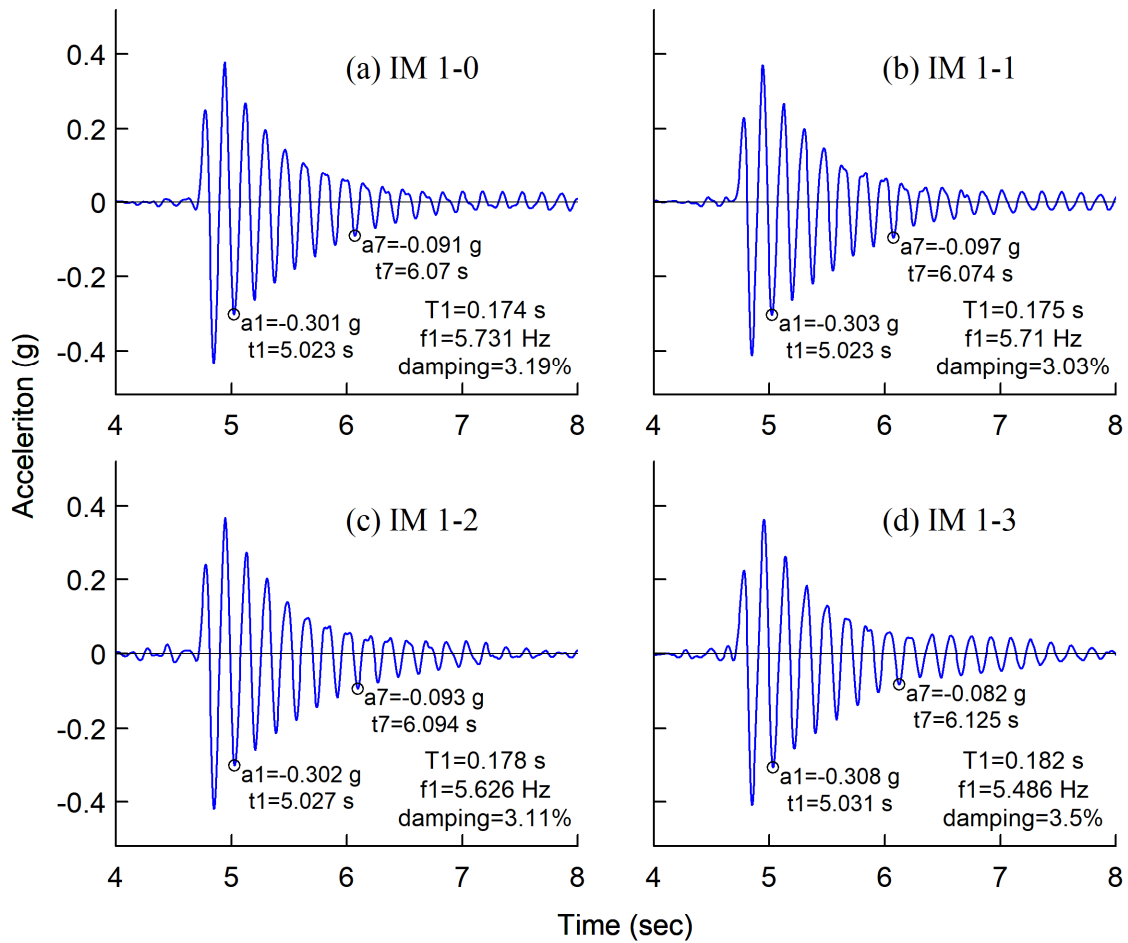 Acceleriton (g)
0.4
0.2
0
-0.2
-0.4
(a) IM 1-0
a7=-0.091 g
t7=6.07 s
a1=-0.301 g
t1=5.023 s
T1=0.174 s
f1=5.731 Hz
damping=3.19%
4 5 6 7 8
(b) IM 1-1
a7=-0.097 g
t7=6.074 s
a1=-0.303 g
t1=5.023 s
T1=0.175 s
f1=5.71 Hz
damping=3.03%
4 5 6 7 8
0.4
0.2
0
-0.2
-0.4
(c) IM 1-2
a7=-0.093 g
t7=6.094 s
a1=-0.302 g
t1=5.027 s
T1=0.178 s
f1=5.626 Hz
damping=3.11%
4 5 6 7 8
(d) IM 1-3
a7=-0.082 g
t7=6.125 s
a1=-0.308 g
t1=5.031 s
T1=0.182 s
f1=5.486 Hz
damping=3.5%
4 5 6 7 8
Time (sec)